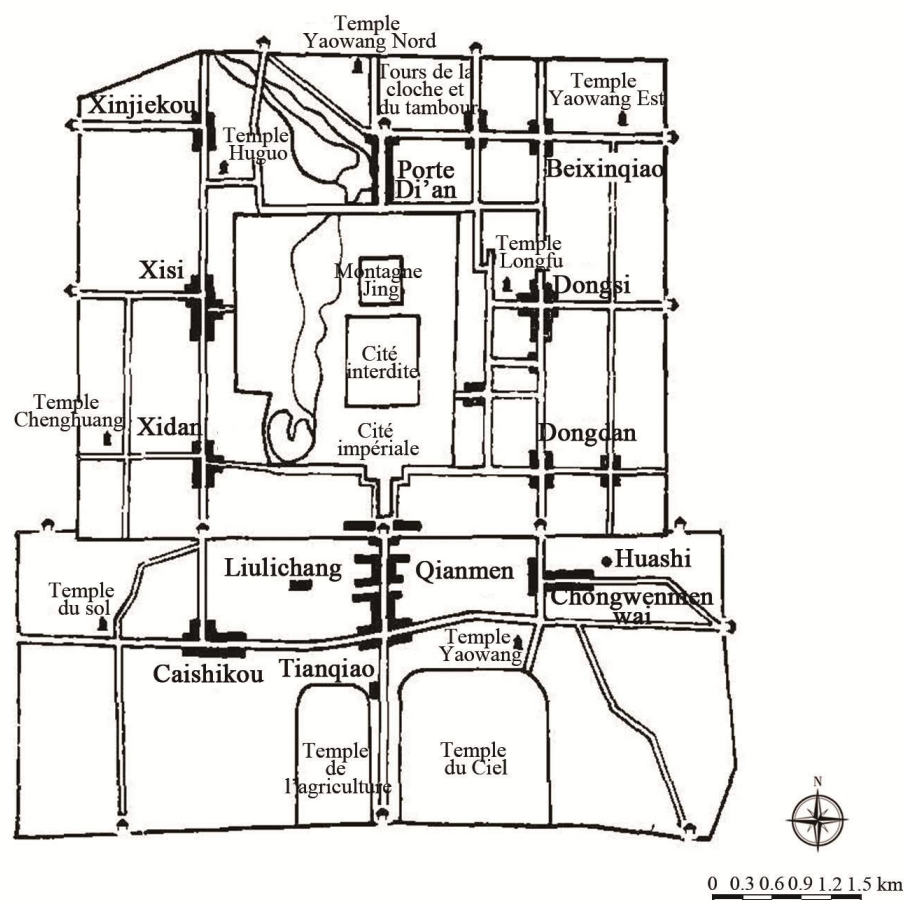 Temple
Yaowang Nord
Tours de la
cloche et
du tambour
Temple
Yaowang Est
Xinjiekou
Temple
Huguo
Porte
Di’an
Beixinqiao
Temple
Longfu
Xisi
Montagne
Jing
Dongsi
Cité
interdite
Temple
Chenghuang
Xidan
Cité
impériale
Dongdan
Liulichang
Qianmen
Huashi
Temple
du sol
Chongwenmen
wai
Temple
Yaowang
Caishikou
Tianqiao
Temple
de
l’agriculture
Temple
du Ciel
N
0 0.3 0.6 0.9 1.2 1.5 km